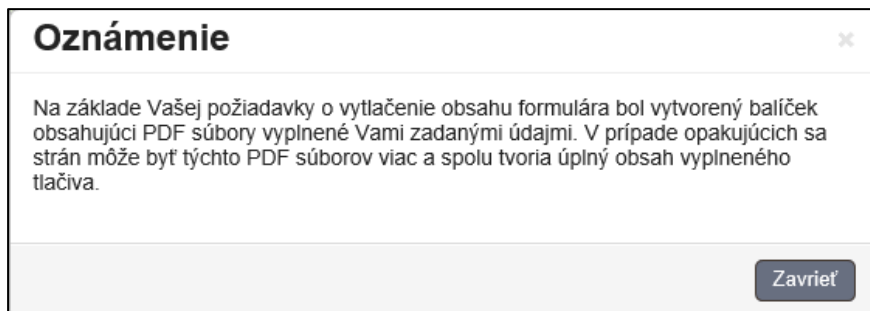 Oznámenie
Na základe Vašej požiadavky o vytlačenie obsahu formulára bol vytvorený balíček
obsahujúci PDF súbory vyplnené Vami zadanými údajmi. V prípade opakujúcich sa
strán môže byť týchto PDF súborov viac a spolu tvoria úplný obsah vyplneného
tlačiva.
Zavrieť